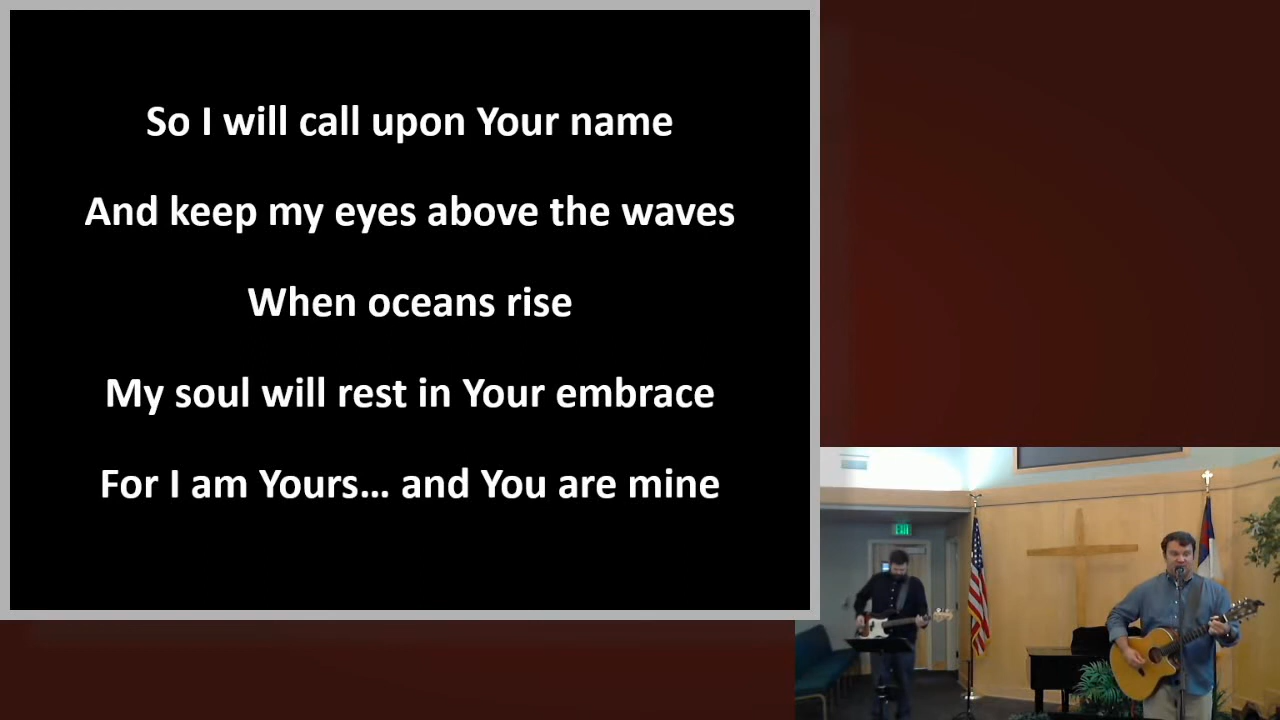 So I will call upon Your name
And keep my eyes above the waves
When oceans rise
My soul will rest in Your embrace
For I am Yours... and You are mine
EXIT